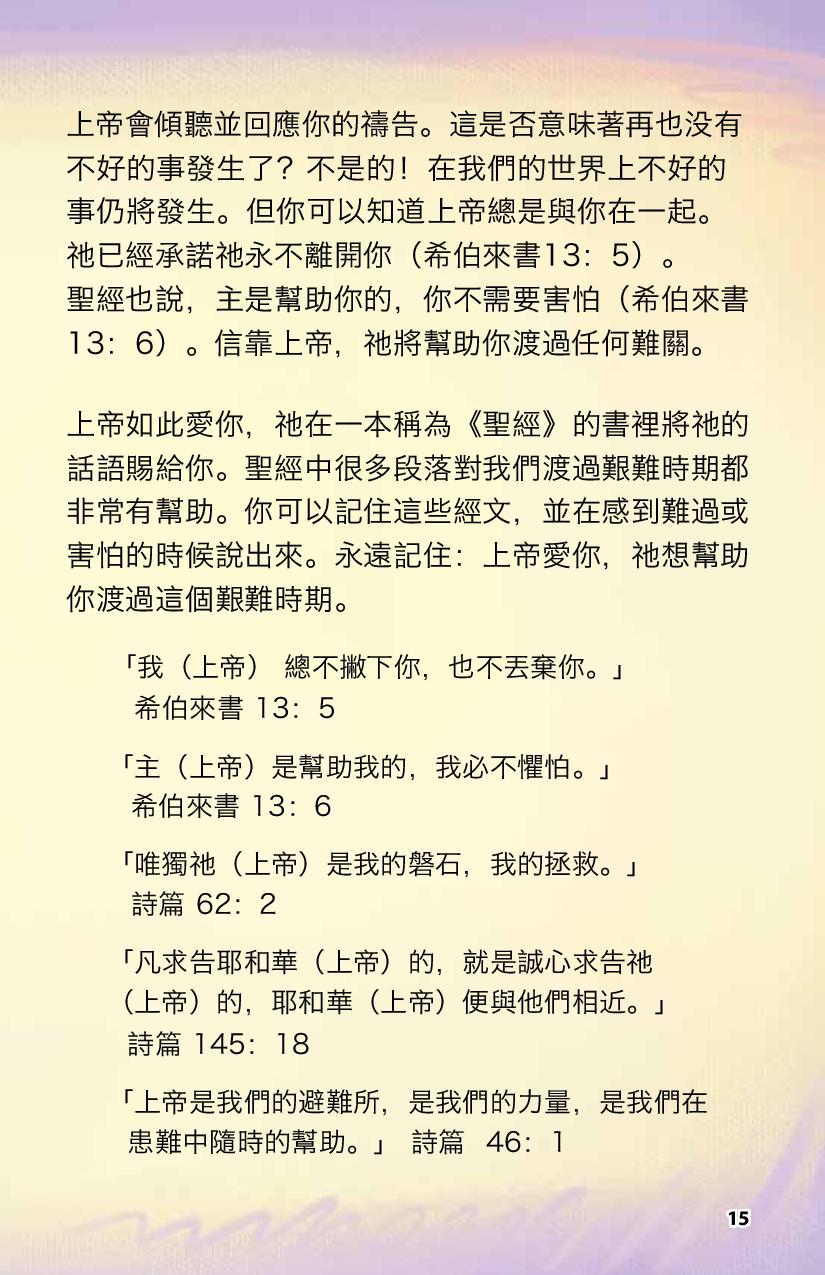 上帝會傾聽並回應你的禱告。這是否意味著再也没有
不好的事發生了？不是的！在我們的世界上不好的
事仍將發生。但你可以知道上帝總是與你在一起。
祂已經承諾祂永不離開你（希伯來書13：5）。
聖經也說，主是幫助你的，你不需要害怕（希伯來書
13：6）。信靠上帝，祂將幫助你渡過任何難關。
上帝如此愛你，祂在一本稱為《聖經》的書裡將祂的
話語賜給你。聖經中很多段落對我們渡過艱難時期都
非常有幫助。你可以記住這些經文，並在感到難過或
害怕的時候說出來。永遠記住：上帝愛你，祂想幫助
你渡過這個艱難時期。
「我（上帝） 總不撇下你，也不丟棄你。」
希伯來書 13：5
「主（上帝）是幫助我的，我必不懼怕。」
希伯來書 13：6
「唯獨祂（上帝）是我的磐石，我的拯救。」
詩篇 62：2
「凡求告耶和華（上帝）的，就是誠心求告祂
（上帝）的，耶和華（上帝）便與他們相近。」
詩篇 145：18
「上帝是我們的避難所，是我們的力量，是我們在
患難中隨時的幫助。」 詩篇 46：1
15